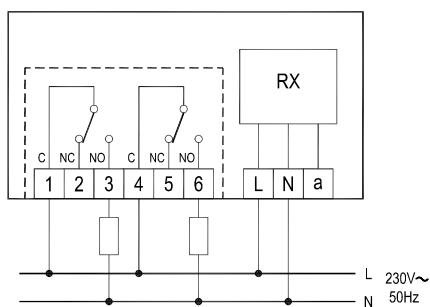 RX
C NC NO C NC NO
1 2 3 4 5 6 L N a
L 230V~
N 50Hz